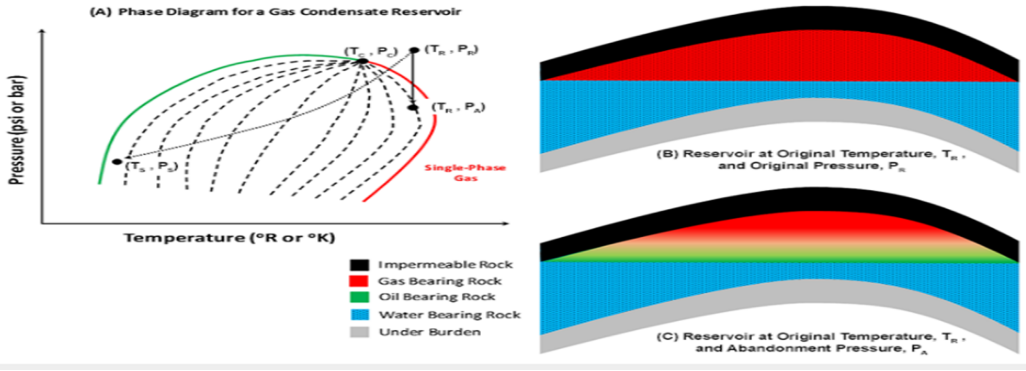 (A) Phase Diagram for a Gas Condensate Reservoir
Pressure (psi or bar)
(T_C , P_C)
(T_R , P_R)
(T_R , P_A)
(T_S , P_S)
Single-Phase
Gas
Temperature (°R or °K)
Impermeable Rock
Gas Bearing Rock
Oil Bearing Rock
Water Bearing Rock
Under Burden
(B) Reservoir at Original Temperature, T_R ,
and Original Pressure, P_R
(C) Reservoir at Original Temperature, T_R ,
and Abandonment Pressure, P_A